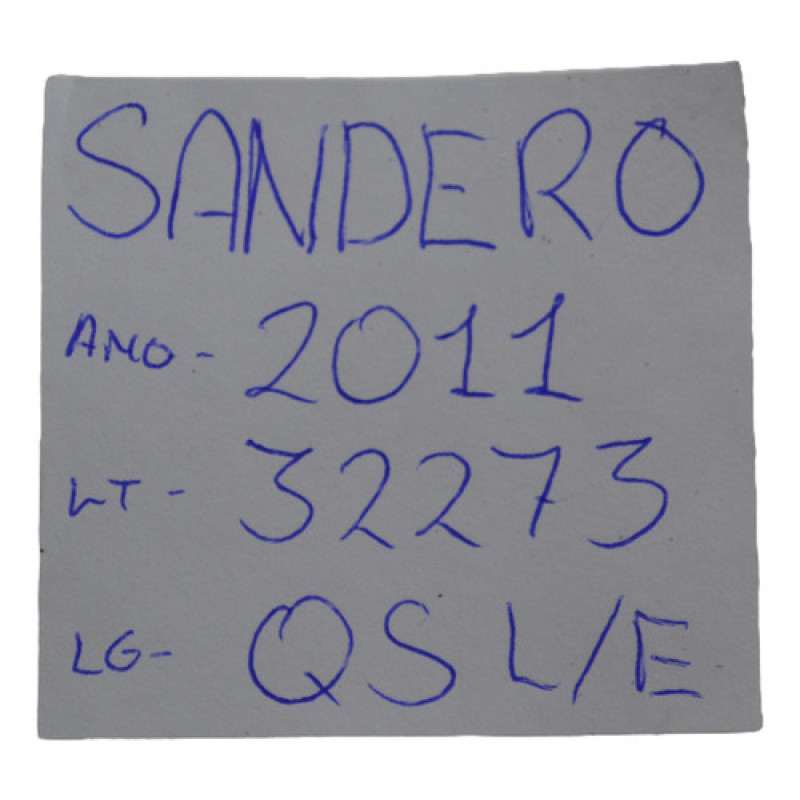 SANDERO
ANO - 2011
LT - 32273
LG - QS L/E